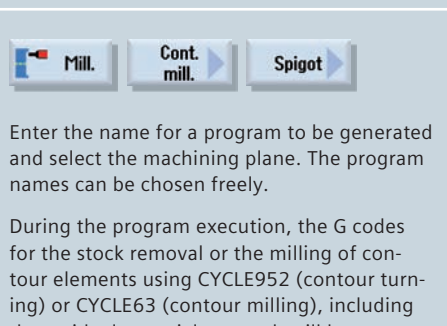 Mill.
Cont.
mill.
Spigot
Enter the name for a program to be generated
and select the machining plane. The program
names can be chosen freely.
During the program execution, the G codes
for the stock removal or the milling of con-
tour elements using CYCLE952 (contour turn-
ing) or CYCLE63 (contour milling), including